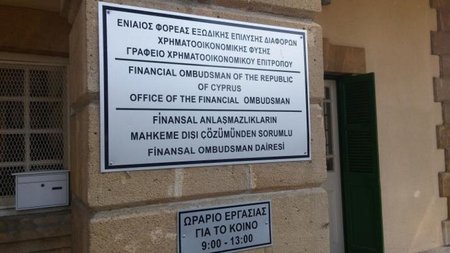 ΕΝΙΑΙΟΣ ΦΟΡΕΑΣ ΕΞΩΔΙΚΗΣ ΕΠΙΛΥΣΗΣ ΔΙΑΦΟΡΩΝ
ΧΡΗΜΑΤΟΟΙΚΟΝΟΜΙΚΗΣ ΦΥΣΗΣ
ΓΡΑΦΕΙΟ ΧΡΗΜΑΤΟΟΙΚΟΝΟΜΙΚΟΥ ΕΠΙΤΡΟΠΟΥ
FINANCIAL OMBUDSMAN OF THE REPUBLIC
OF CYPRUS
OFFICE OF THE FINANCIAL OMBUDSMAN
FİNANSAL ANLAŞMAZLIKLARIN
MAHKEME DIŞI ÇÖZÜMÜNDEN SORUMLU
FİNANSAL OMBUDSMAN DAİRESİ
ΩΡΑΡΙΟ ΕΡΓΑΣΙΑΣ
ΓΙΑ ΤΟ ΚΟΙΝΟ
9:00 - 13:00